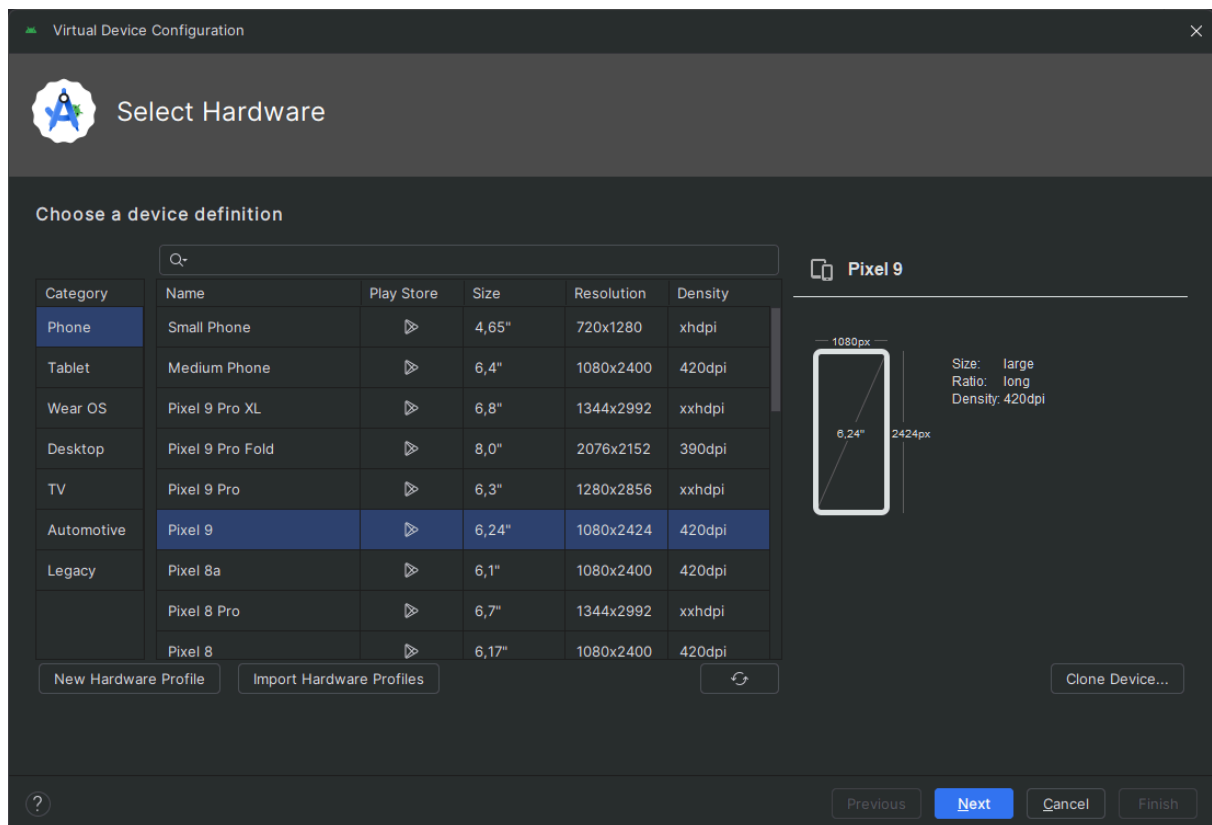 Virtual Device Configuration
Select Hardware
Choose a device definition
Category
Phone
Tablet
Wear OS
Desktop
TV
Automotive
Legacy
Name Play Store Size Resolution Density
Small Phone 4,65" 720x1280 xhdpi
Medium Phone 6,4" 1080x2400 420dpi
Pixel 9 Pro XL 6,8" 1344x2992 xxhdpi
Pixel 9 Pro Fold 8,0" 2076x2152 390dpi
Pixel 9 Pro 6,3" 1280x2856 xxhdpi
Pixel 9 6,24" 1080x2424 420dpi
Pixel 8a 6,1" 1080x2400 420dpi
Pixel 8 Pro 6,7" 1344x2992 xxhdpi
Pixel 8 6,17" 1080x2400 420dpi
Pixel 9
1080px
6,24" 2424px
Size: large
Ratio: long
Density: 420dpi
New Hardware Profile Import Hardware Profiles Clone Device...
? Previous Next Cancel Finish